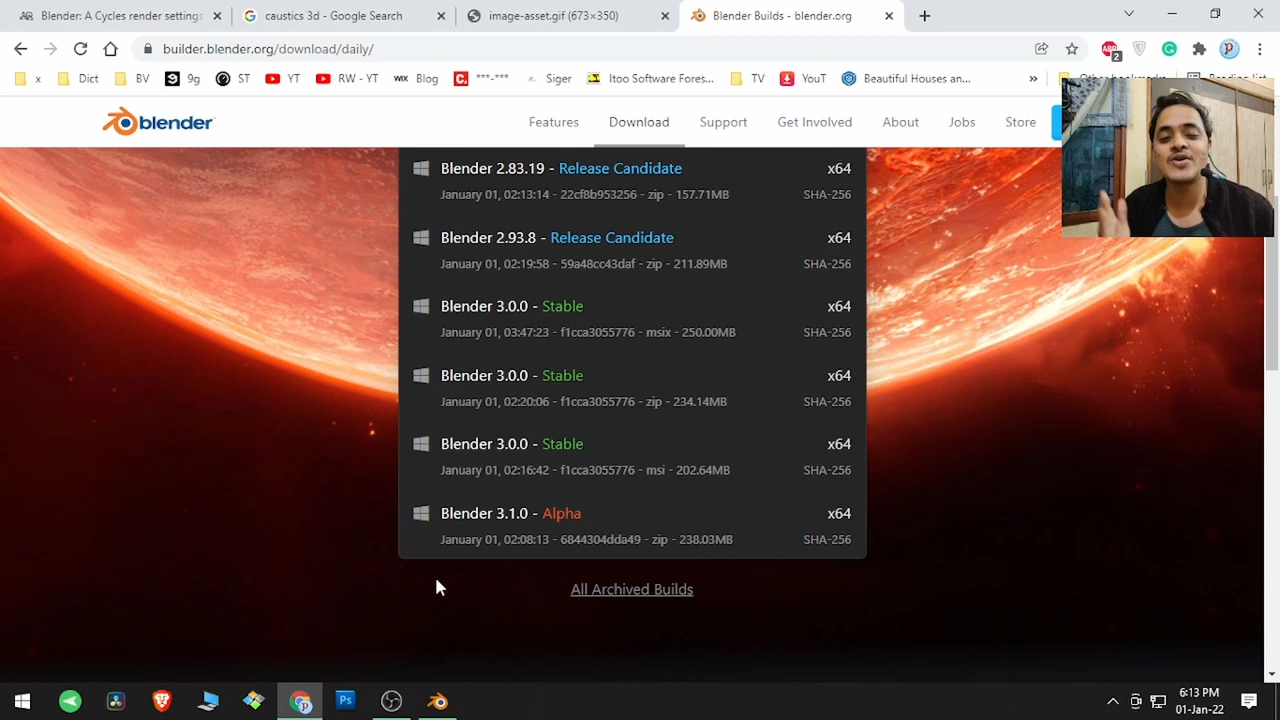 Blender: A Cycles render settings
caustics 3d - Google Search
image-asset.gif (673×350)
Blender Builds - blender.org
builder.blender.org/download/daily/
2
x
Dict
BV
9g
ST
YT
RW - YT
WIX Blog
C. ***-***
Siger
Itoo Software Fores...
TV
YouT
Beautiful Houses an...
»
blender
Features
Download
Support
Get Involved
About
Jobs
Store
Blender 2.83.19 - Release Candidate x64
January 01, 02:13:14 - 22cf8b953256 - zip - 157.71MB SHA-256
Blender 2.93.8 - Release Candidate x64
January 01, 02:19:58 - 59a48cc43daf - zip - 211.89MB SHA-256
Blender 3.0.0 - Stable x64
January 01, 03:47:23 - f1cca3055776 - msix - 250.00MB SHA-256
Blender 3.0.0 - Stable x64
January 01, 02:20:06 - f1cca3055776 - zip - 234.14MB SHA-256
Blender 3.0.0 - Stable x64
January 01, 02:16:42 - f1cca3055776 - msi - 202.64MB SHA-256
Blender 3.1.0 - Alpha x64
January 01, 02:08:13 - 6844304dda49 - zip - 238.03MB SHA-256
All Archived Builds
Ps
6:13 PM
01-Jan-22